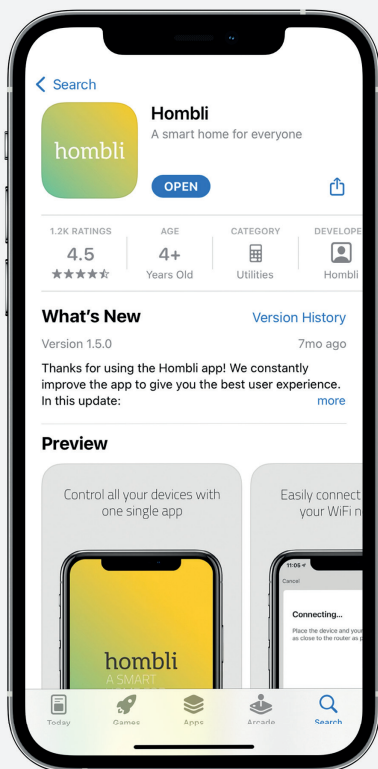 Search
hombli
Hombli
A smart home for everyone
OPEN
1.2K RATINGS
4.5
AGE
4+
Years Old
CATEGORY
Utilities
DEVELOPE
Hombli
What's New
Version History
Version 1.5.0
7mo ago
Thanks for using the Hombli app! We constantly
improve the app to give you the best user experience.
In this update:
more
Preview
Control all your devices with
one single app
Easily connect
your WiFi n
hombli
A SMART
11:05
Cancel
Connecting...
Place the device and your
as close to the router as p
Today
Games
Apps
Arcade
Search